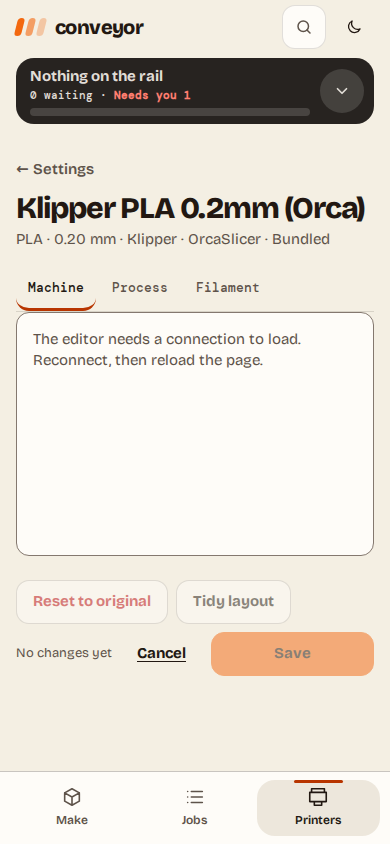 conveyor
Nothing on the rail
0 waiting · Needs you 1
← Settings
Klipper PLA 0.2mm (Orca)
PLA · 0.20 mm · Klipper · OrcaSlicer · Bundled
Machine Process Filament
The editor needs a connection to load.
Reconnect, then reload the page.
Reset to original Tidy layout
No changes yet Cancel Save
Make Jobs Printers